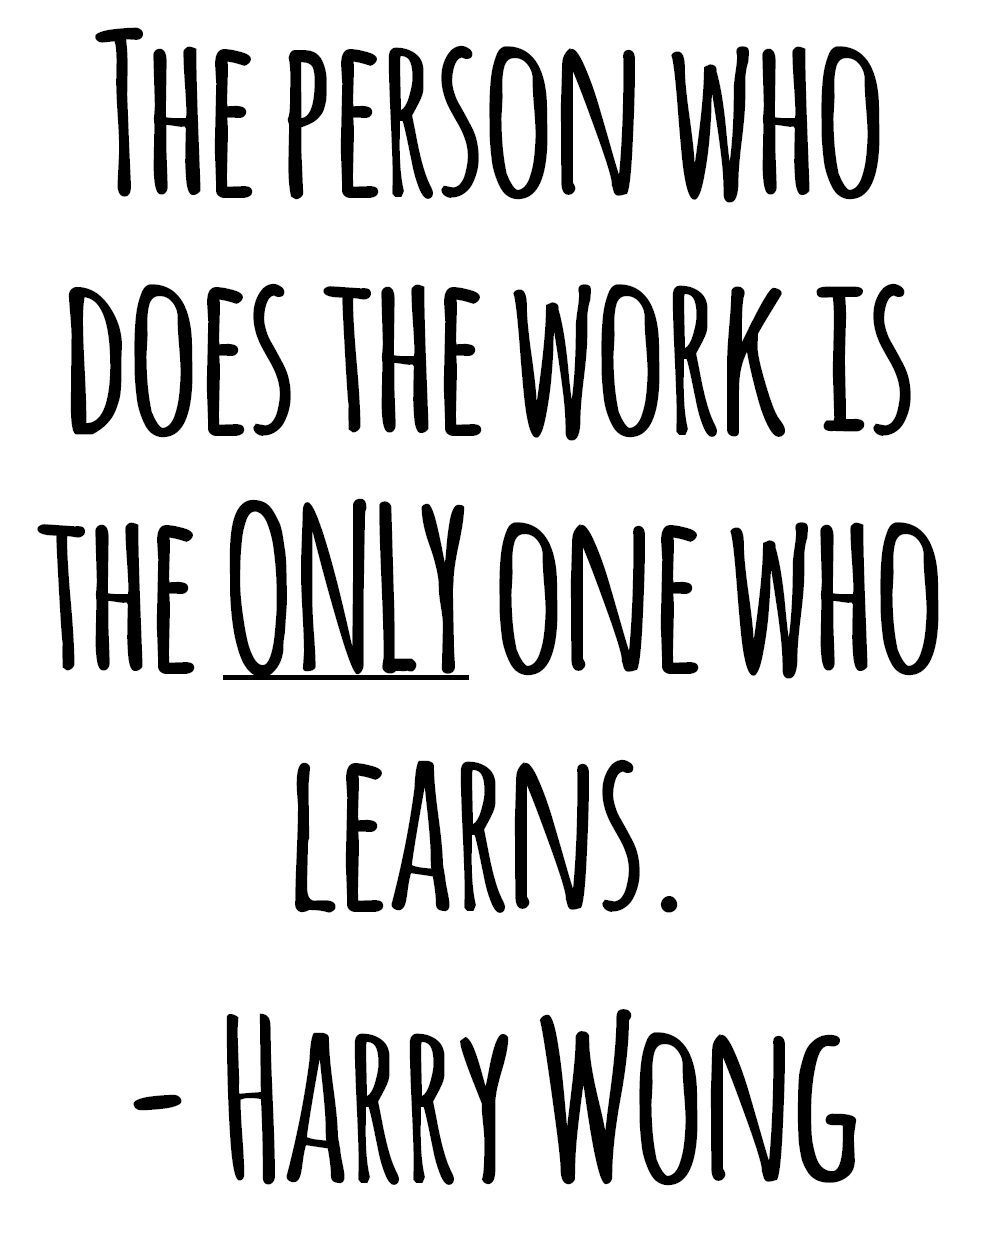 The person who
does the work is
the ONLY one who
learns.
- Harry Wong